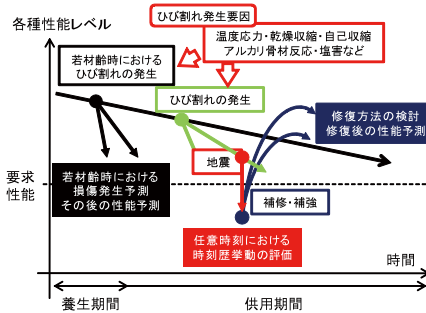 各種性能レベル
ひび割れ発生要因
温度応力・乾燥収縮・自己収縮
アルカリ骨材反応・塩害など
若材齢時における
ひび割れの発生
ひび割れの発生
修復方法の検討
修復後の性能予測
地震
要求
性能
若材齢時における
損傷発生予測
その後の性能予測
補修・補強
任意時刻における
時刻歴挙動の評価
時間
養生期間
供用期間